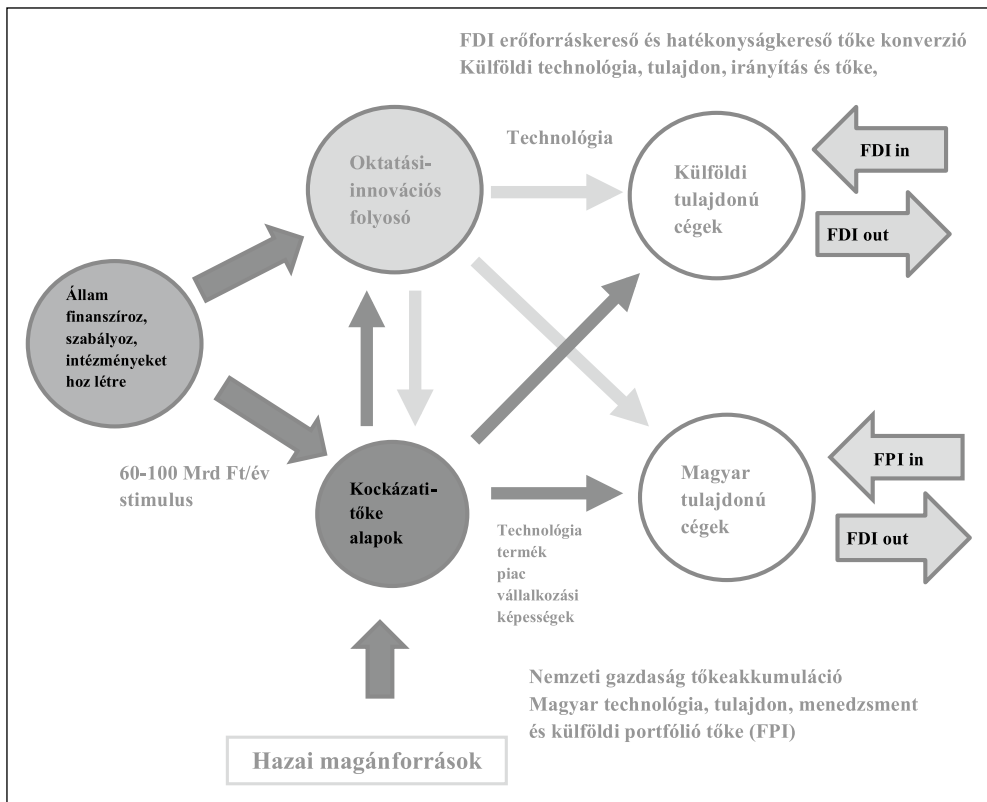 FDI erőforráskereső és hatékonyságkereső tőke konverzió
Külföldi technológia, tulajdon, irányítás és tőke,
Technológia
Oktatási-
innovációs
folyosó
Külföldi
tulajdonú
cégek
FDI in
FDI out
Állam
finanszíroz,
szabályoz,
intézményeket
hoz létre
60-100 Mrd Ft/év
stimulus
Kockázati-
tőke
alapok
Technológia
termék
piac
vállalkozási
képességek
Magyar
tulajdonú
cégek
FPI in
FDI out
Nemzeti gazdaság tőkeakkumuláció
Magyar technológia, tulajdon, menedzsment
és külföldi portfólió tőke (FPI)
Hazai magánforrások